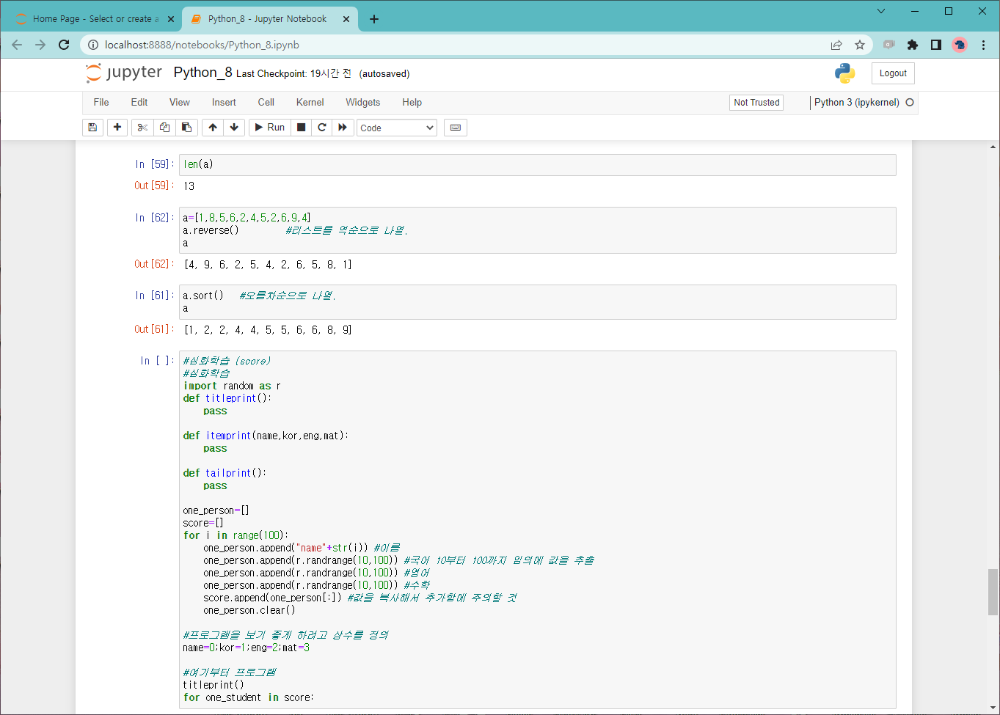 Home Page - Select or create a
Python_8 - Jupyter Notebook
localhost:8888/notebooks/Python_8.ipynb
jupyter Python_8 Last Checkpoint: 19시간 전 (autosaved)
Logout
File Edit View Insert Cell Kernel Widgets Help
Not Trusted
Python 3 (ipykernel)
Run
Code
In [59]: len(a)
Out[59]: 13
In [62]: a=[1,8,5,6,2,4,5,2,6,9,4]
a.reverse() #리스트를 역순으로 나열.
a
Out[62]: [4, 9, 6, 2, 5, 4, 2, 6, 5, 8, 1]
In [61]: a.sort() #오름차순으로 나열.
a
Out[61]: [1, 2, 2, 4, 4, 5, 5, 6, 6, 8, 9]
In [ ]: #심화학습 (score)
#심화학습
import random as r
def titleprint():
pass
def itemprint(name,kor,eng,mat):
pass
def tailprint():
pass
one_person=[]
score=[]
for i in range(100):
one_person.append("name"+str(i)) #이름
one_person.append(r.randrange(10,100)) #국어 10부터 100까지 임의에 값을 추출
one_person.append(r.randrange(10,100)) #영어
one_person.append(r.randrange(10,100)) #수학
score.append(one_person[:]) #값을 복사해서 추가함에 주의할 것
one_person.clear()
#프로그램을 보기 좋게 하려고 상수를 정의
name=0;kor=1;eng=2;mat=3
#여기부터 프로그램
titleprint()
for one_student in score: